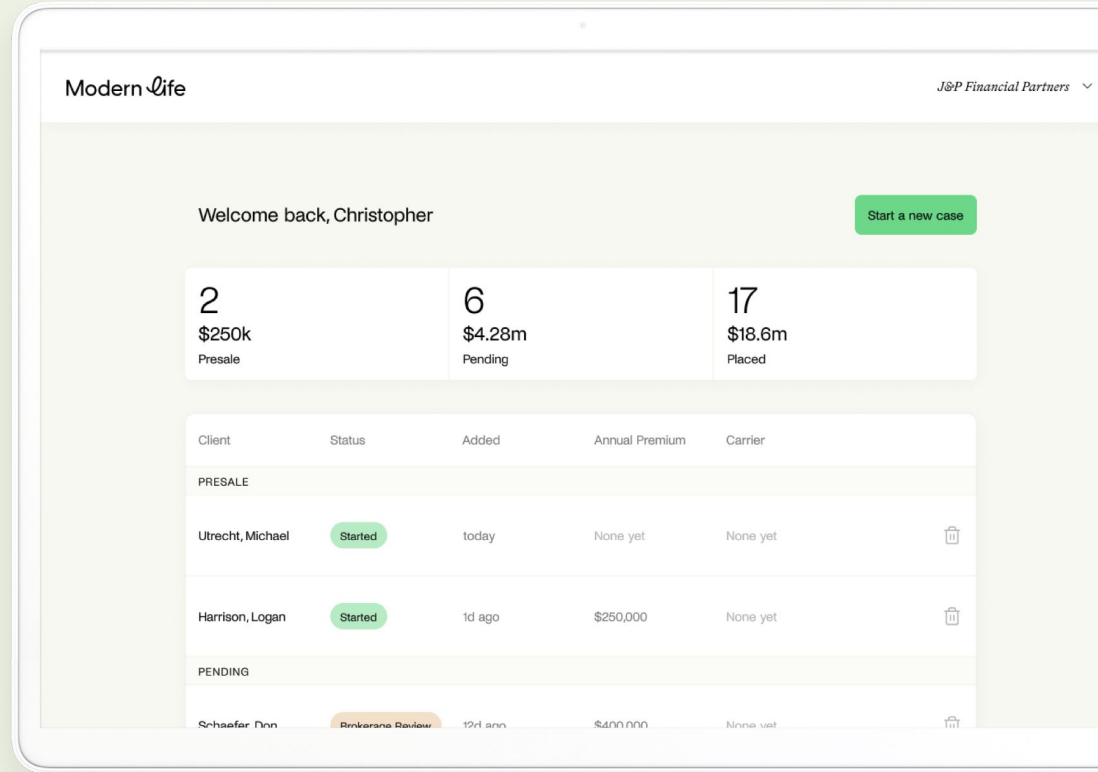 Modern Life
J&P Financial Partners
Welcome back, Christopher
Start a new case
2
$250k
Presale
6
$4.28m
Pending
17
$18.6m
Placed
Client Status Added Annual Premium Carrier
PRESALE
Utrecht, Michael Started today None yet None yet
Harrison, Logan Started 1d ago $250,000 None yet
PENDING
Schaefer, Don Brokerage Review 12d ago $400,000 None yet